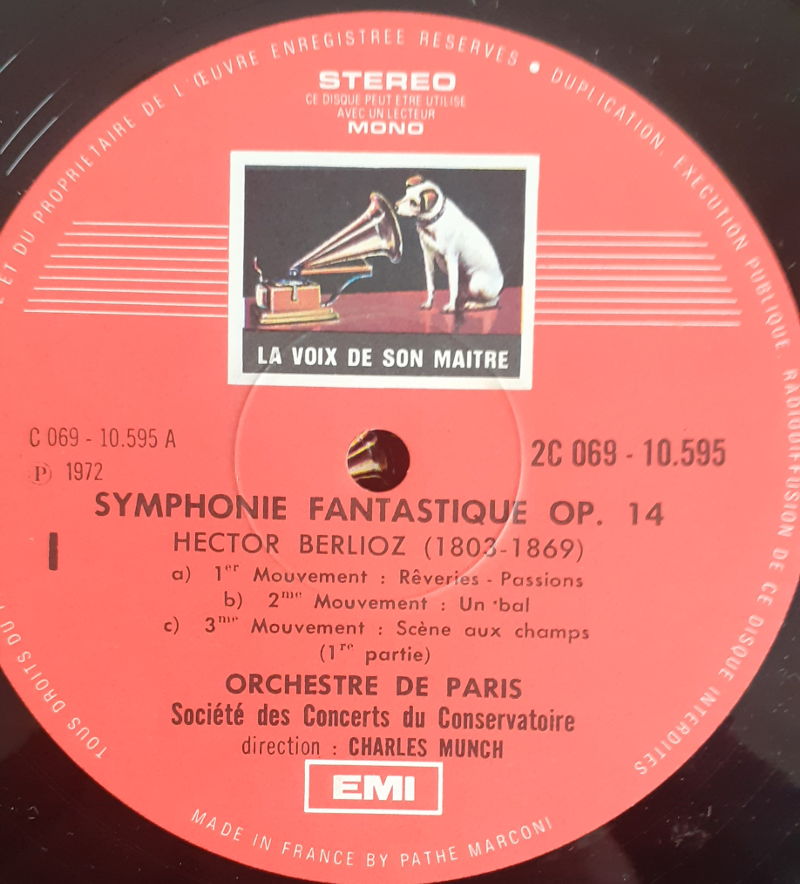 TOUS DROITS DU
E ET DU PROPRIETAIRE DE L'ŒUVRE ENREGISTREE RESERVES • DUPLICATION, EXECUTION PUBLIQUE, RADIODIFFUSION DE CE DISQUE INTERDITES
STEREO
CE DISQUE PEUT ETRE UTILISE
AVEC UN LECTEUR
MONO
LA VOIX DE SON MAITRE
C 069 - 10.595 A
2C 069 - 10.595
Ⓟ 1972
SYMPHONIE FANTASTIQUE OP. 14
I
HECTOR BERLIOZ (1803-1869)
a) 1er Mouvement : Rêveries - Passions
b) 2me Mouvement : Un bal
c) 3me Mouvement : Scène aux champs
(1re partie)
ORCHESTRE DE PARIS
Société des Concerts du Conservatoire
direction : CHARLES MUNCH
EMI
MADE IN FRANCE BY PATHE MARCONI